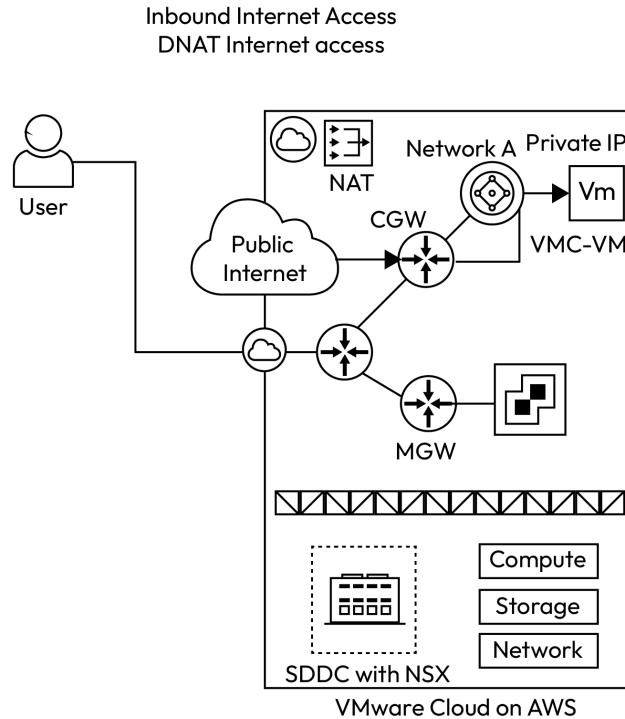 Inbound Internet Access
DNAT Internet access
Network A
Private IP
NAT
Vm
User
CGW
Public
Internet
VMC-VM
MGW
Compute
Storage
Network
SDDC with NSX
VMware Cloud on AWS